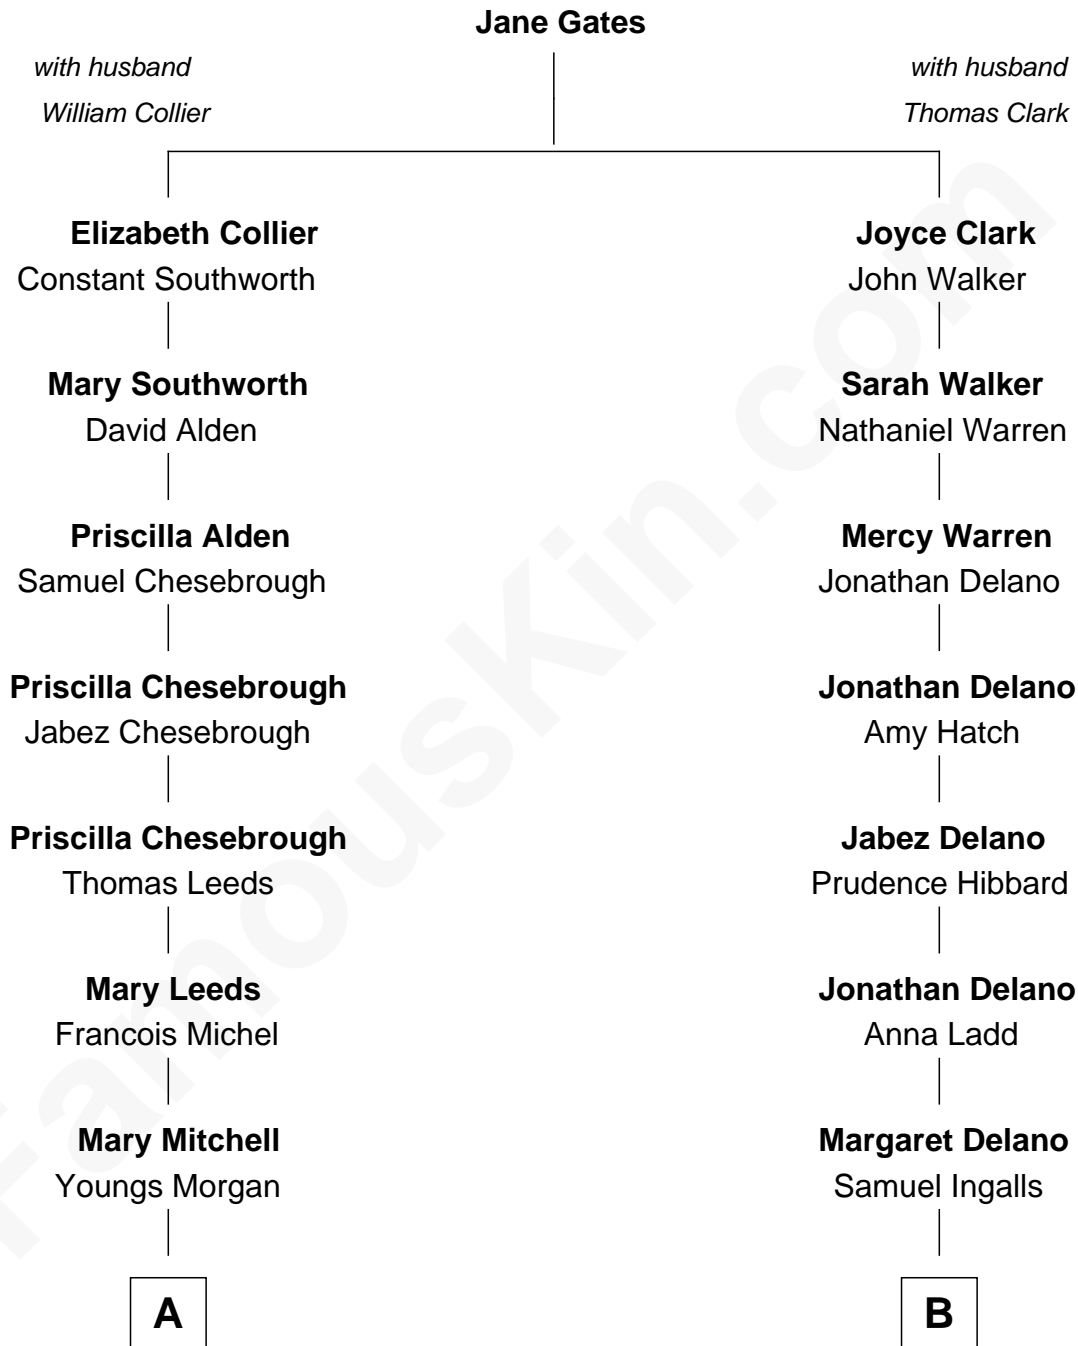 Jane Gates
with husband
William Collier
with husband
Thomas Clark
Elizabeth Collier
Constant Southworth
Joyce Clark
John Walker
Mary Southworth
David Alden
Sarah Walker
Nathaniel Warren
Priscilla Alden
Samuel Chesebrough
Mercy Warren
Jonathan Delano
Priscilla Chesebrough
Jabez Chesebrough
Jonathan Delano
Amy Hatch
Priscilla Chesebrough
Thomas Leeds
Jabez Delano
Prudence Hibbard
Mary Leeds
Francois Michel
Jonathan Delano
Anna Ladd
Mary Mitchell
Youngs Morgan
Margaret Delano
Samuel Ingalls
A
B
FamousKin.com